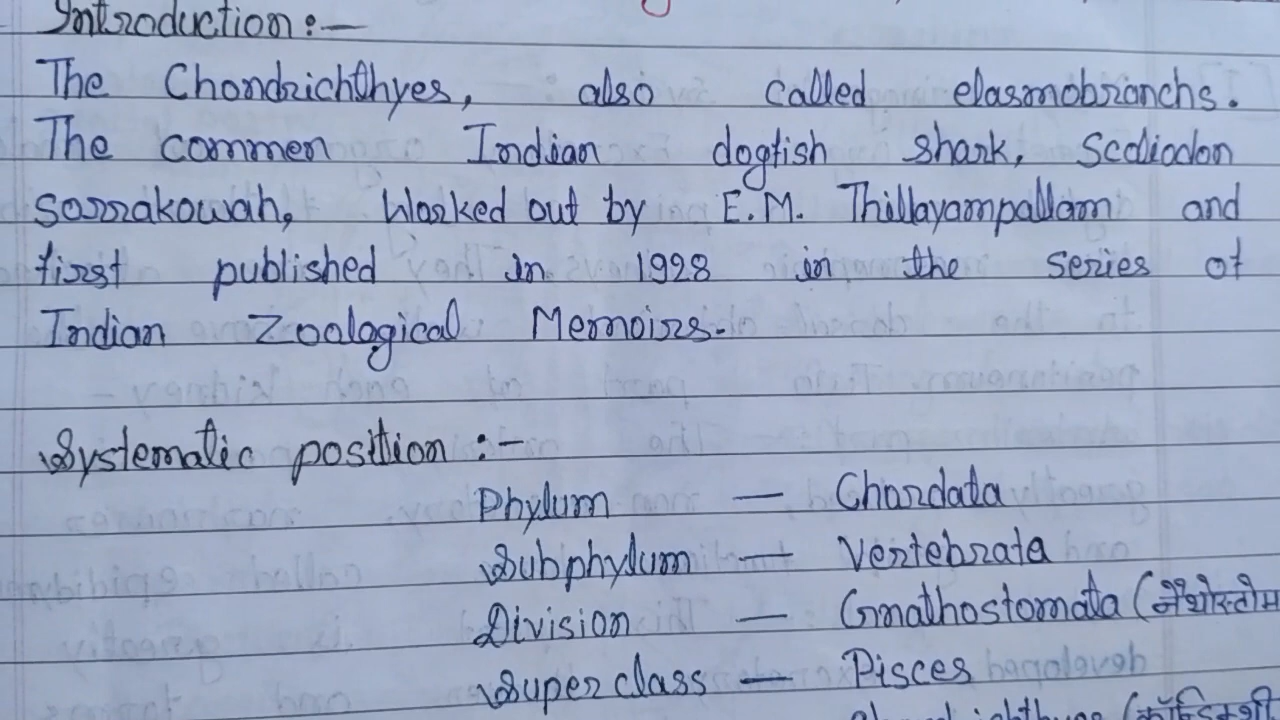 Introduction :-
The Chondrichthyes, also called elasmobranchs.
The commen Indian dogfish shark, Scoliodon
sorrakowah, Worked out by E.M. Thillayampallam and
first published in 1928 in the series of
Indian Zoological Memoirs.
Systematic position :-
Phylum — Chordata
Subphylum — Vertebrata
Division — Gnathostomata (नैथोस्टोम
Superclass — Pisces